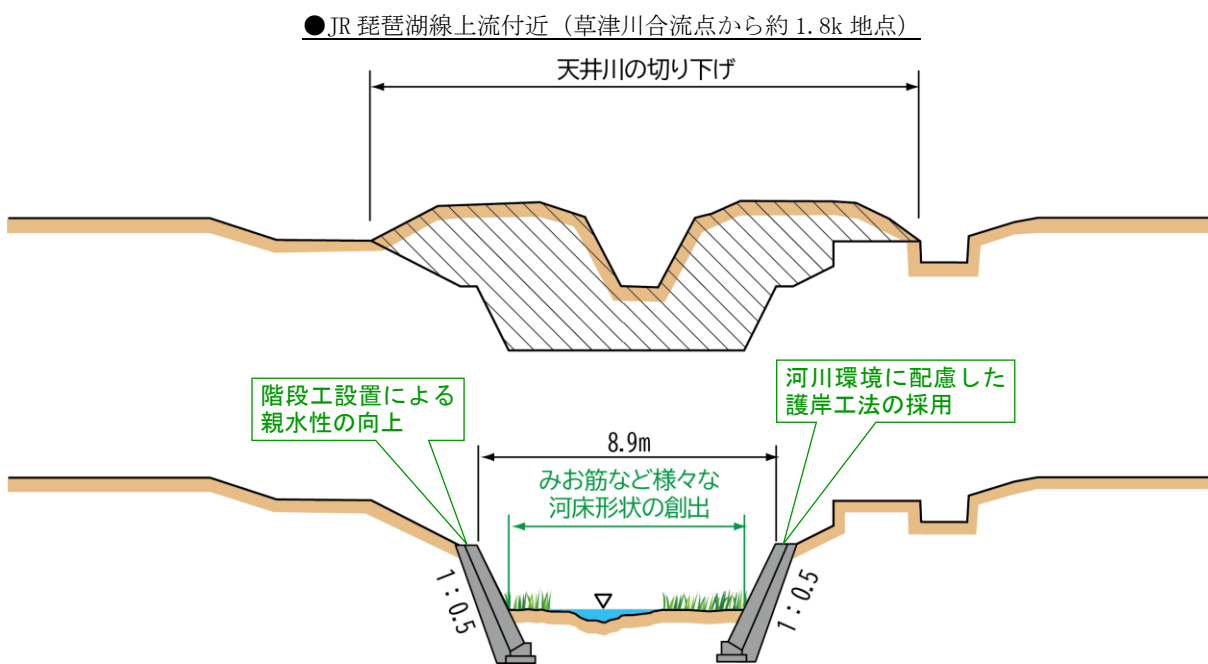 ●JR 琵琶湖線上流付近（草津川合流点から約 1.8k 地点）
天井川の切り下げ
階段工設置による
親水性の向上
河川環境に配慮した
護岸工法の採用
8.9m
みお筋など様々な
河床形状の創出
1：0.5
1：0.5